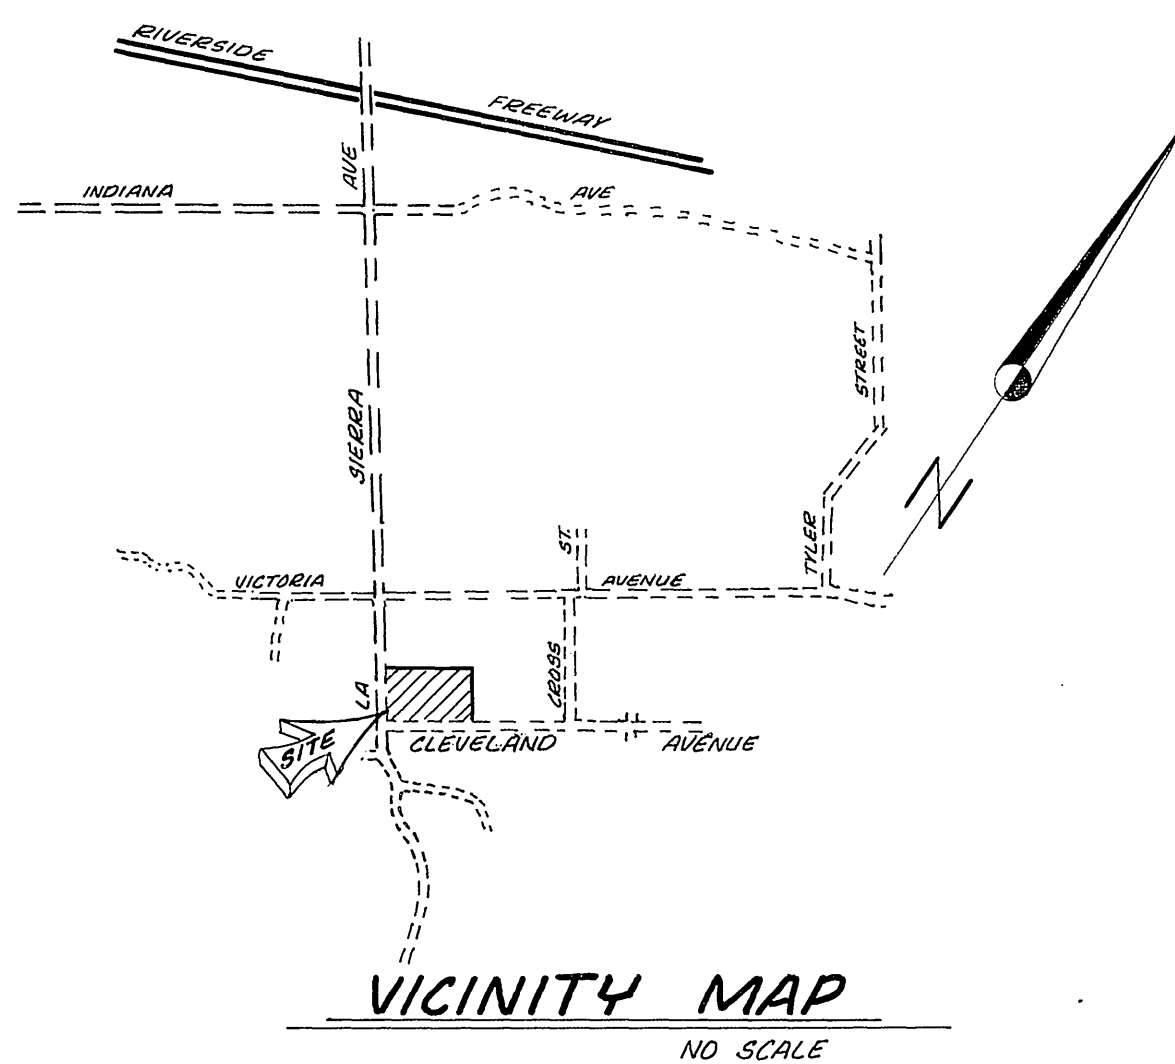 RIVERSIDE FREEWAY
INDIANA AVE
LA SIERRA AVE
TYLER STREET
N
VICTORIA AVENUE
CROSS ST.
SITE
CLEVELAND AVENUE
VICINITY MAP
NO SCALE